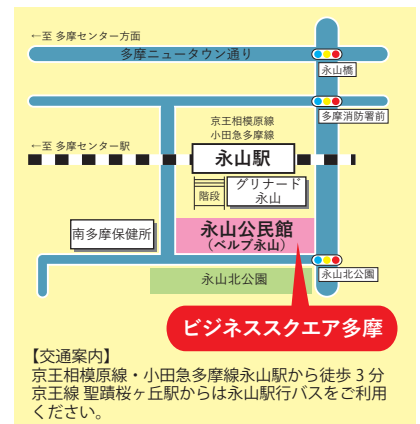 ←至 多摩センター方面
多摩ニュータウン通り
永山橋
多摩消防署前
京王相模原線
小田急多摩線
←至 多摩センター駅
永山駅
階段
グリナード
永山
南多摩保健所
永山公民館
(ベルブ永山)
永山北公園
永山北公園
ビジネススクエア多摩
【交通案内】
京王相模原線・小田急多摩線永山駅から徒歩 3 分
京王線 聖蹟桜ヶ丘駅からは永山駅行バスをご利用
ください。